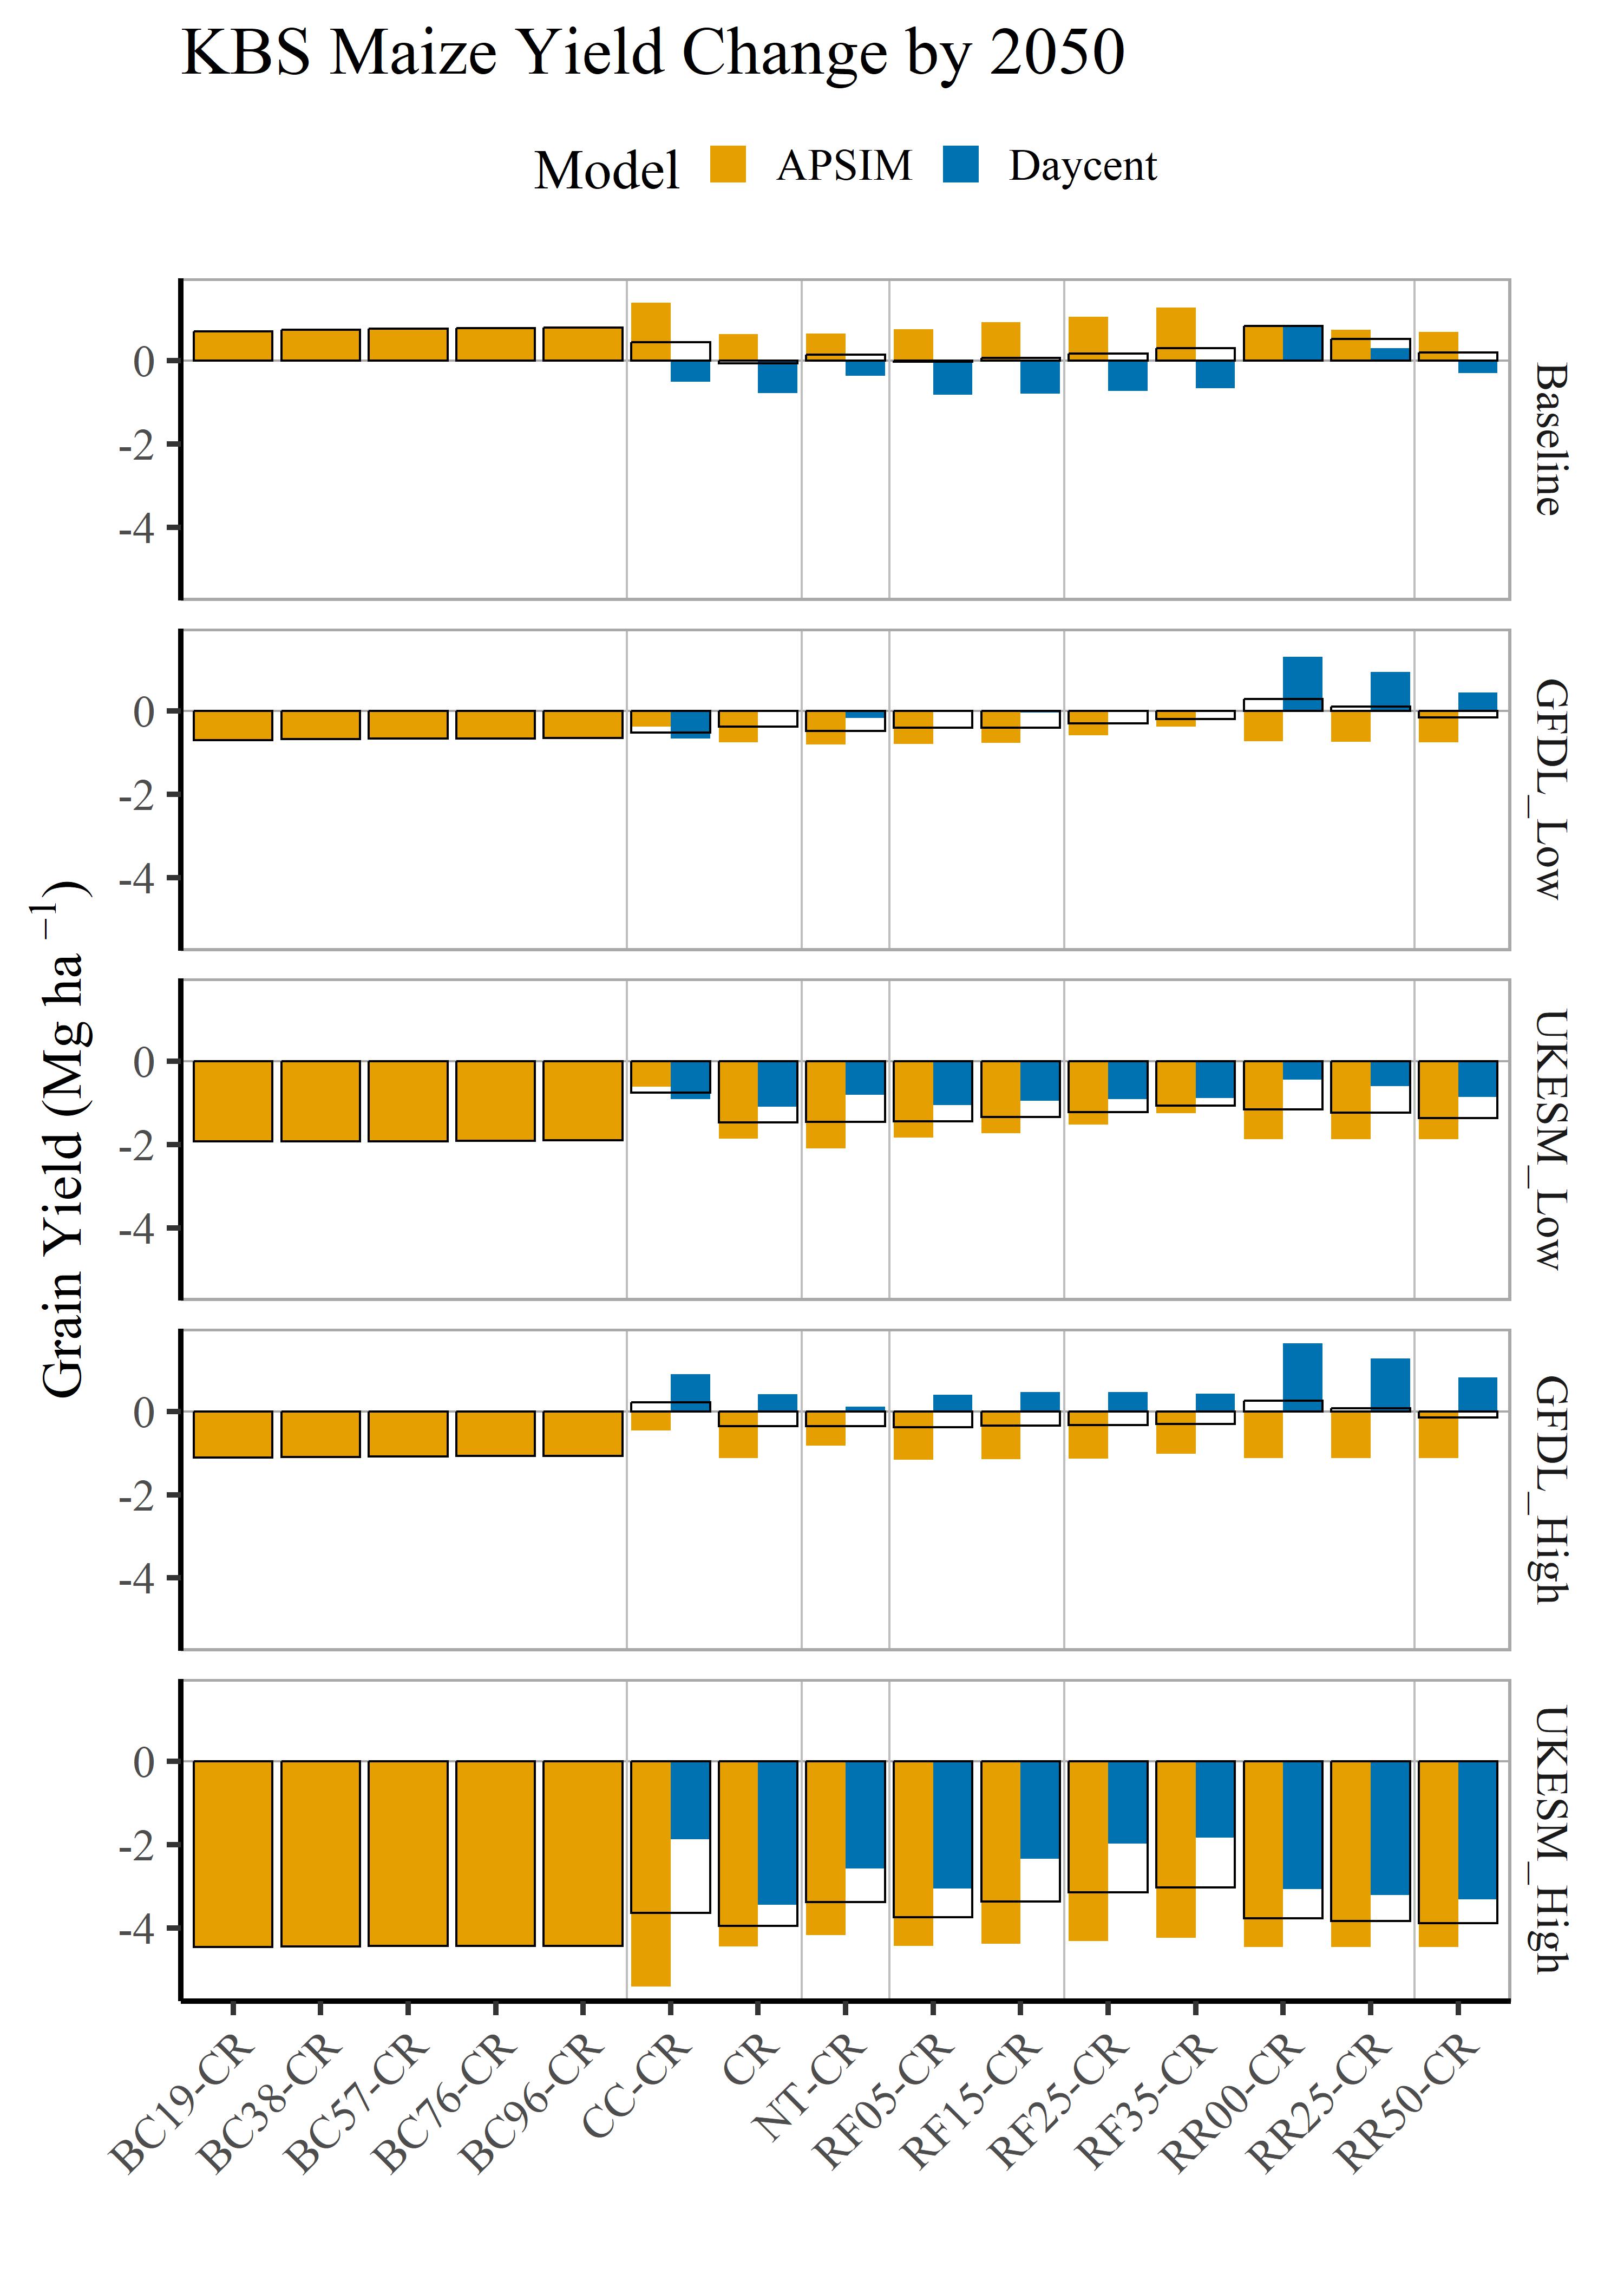 KBS Maize Yield Change by 2050
Model APSIM Daycent
Grain Yield (Mg ha −1)
0
-2
-4
Baseline
0
-2
-4
GFDL_Low
0
-2
-4
UKESM_Low
0
-2
-4
GFDL_High
0
-2
-4
UKESM_High
BC19-CR
BC38-CR
BC57-CR
BC76-CR
BC96-CR
CC-CR
CR
NT-CR
RF05-CR
RF15-CR
RF25-CR
RF35-CR
RR00-CR
RR25-CR
RR50-CR